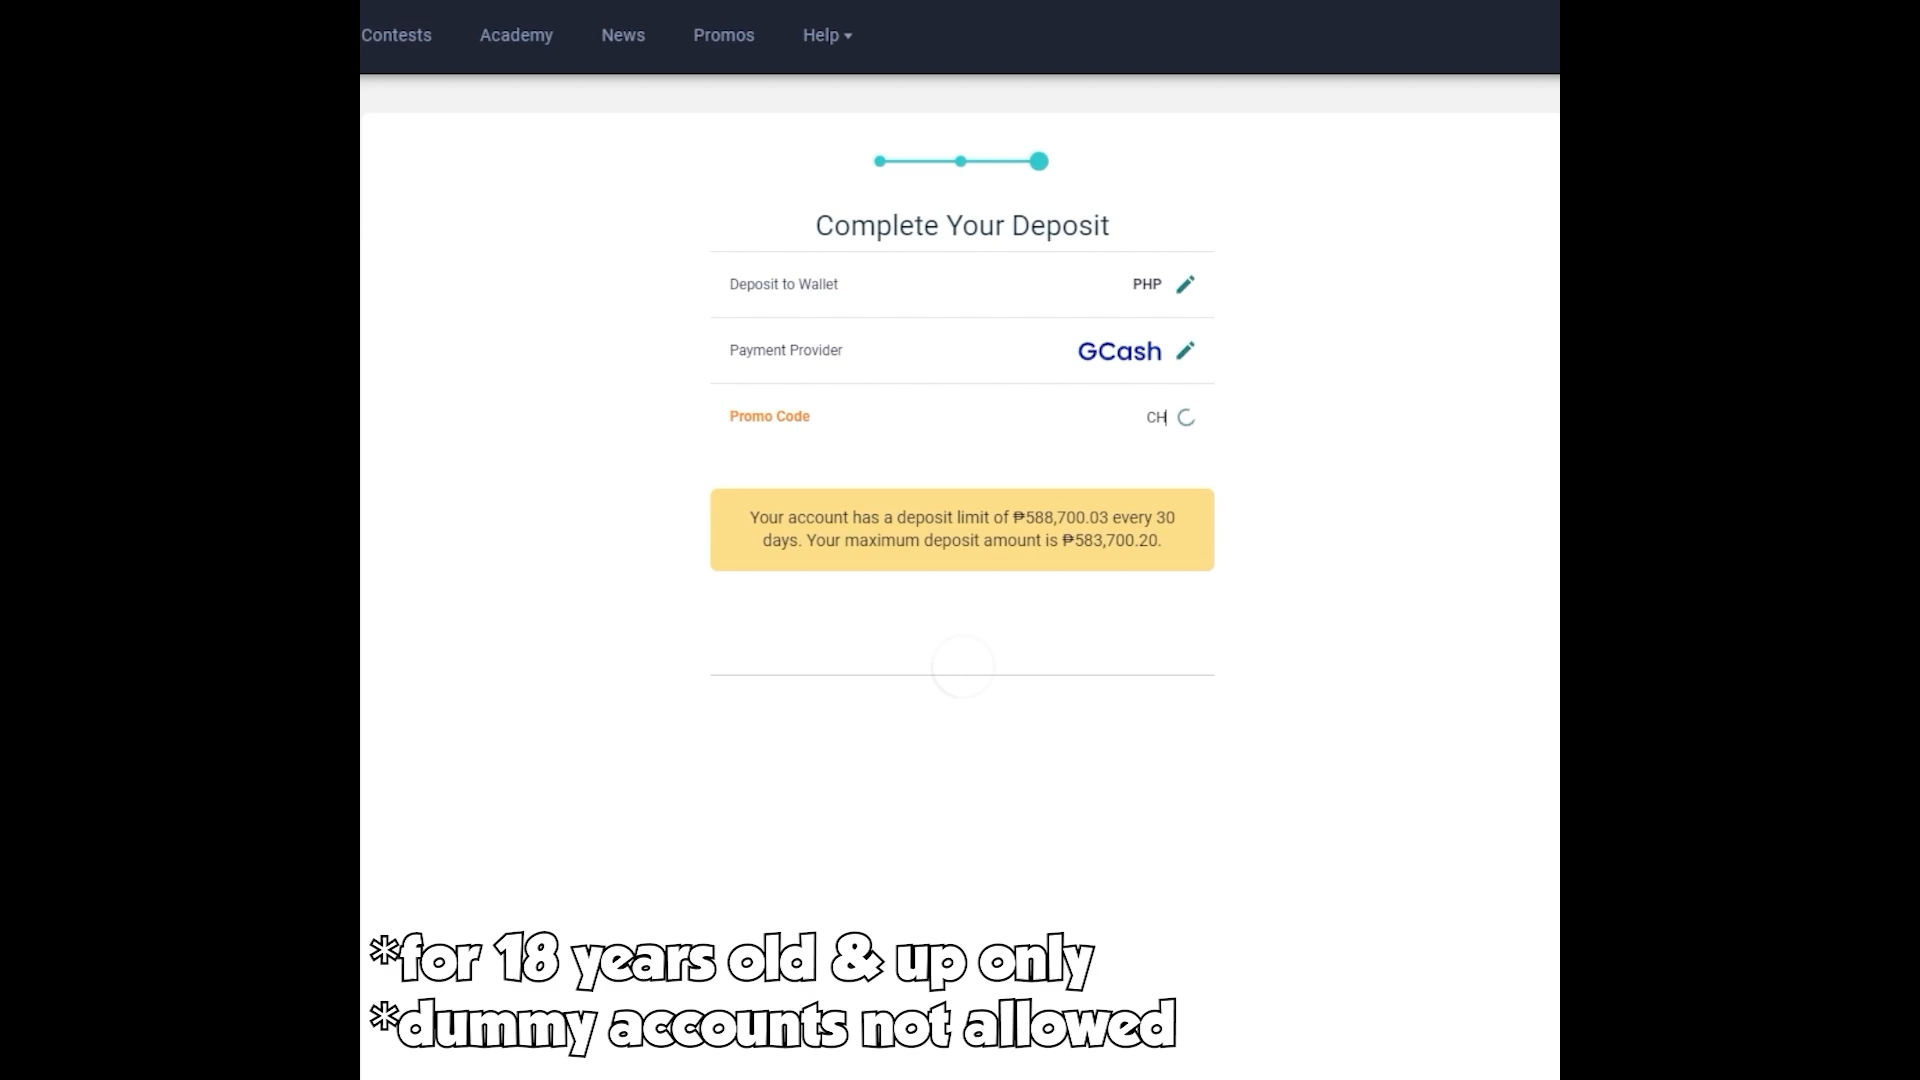 Contests Academy News Promos Help
Complete Your Deposit
Deposit to Wallet PHP
Payment Provider GCash
Promo Code CH
Your account has a deposit limit of ₱588,700.03 every 30
days. Your maximum deposit amount is ₱583,700.20.
*for 18 years old & up only
*dummy accounts not allowed